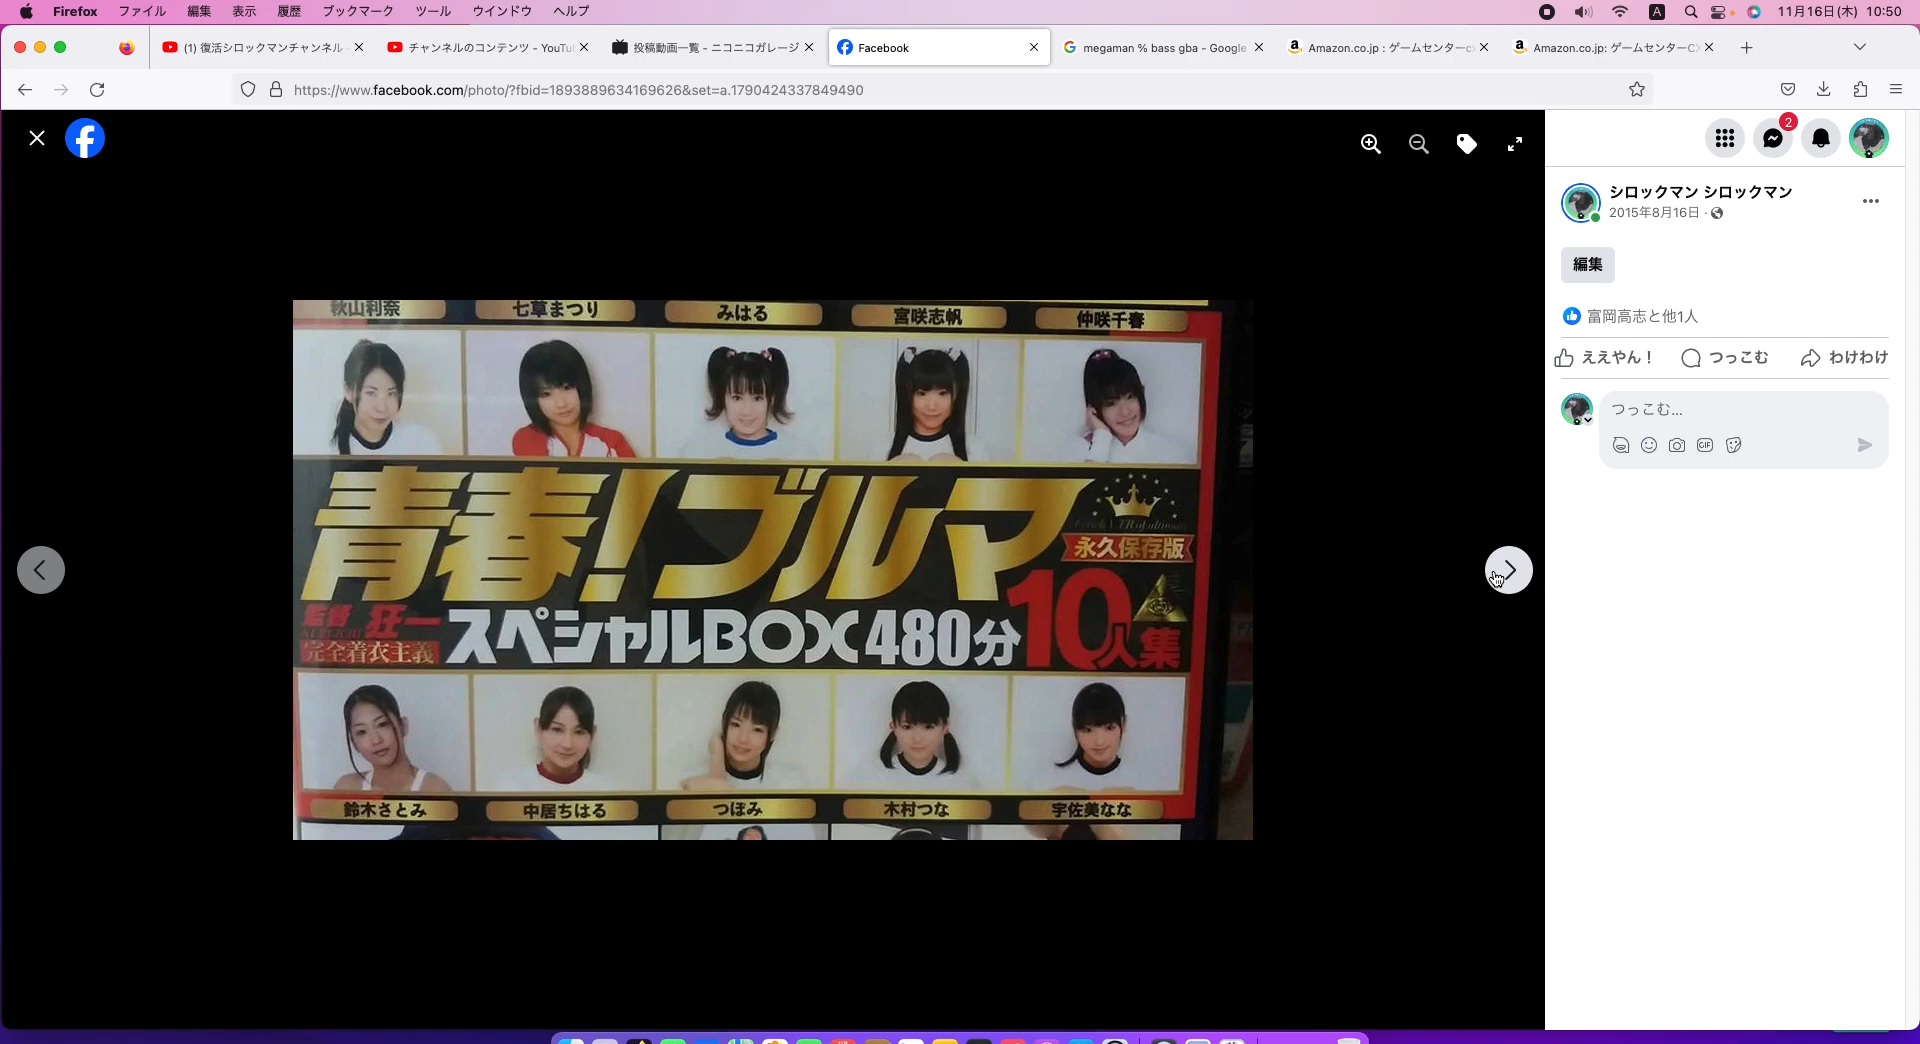 Firefox ファイル 編集 表示 履歴 ブックマーク ツール ウインドウ ヘルプ A 11月16日(木) 10:50
(1) 復活シロックマンチャンネル - チャンネルのコンテンツ - YouTu 投稿動画一覧 - ニコニコガレージ Facebook megaman % bass gba - Google Amazon.co.jp : ゲームセンターc Amazon.co.jp: ゲームセンターC
https://www.facebook.com/photo/?fbid=1893889634169626&set=a.1790424337849490
2
シロックマン シロックマン
2015年8月16日 ·
編集
富岡高志と他1人
ええやん！ つっこむ わけわけ
つっこむ...
GIF
秋山利奈 七草まつり みはる 宮咲志帆 仲咲千春
青春!ブルマ
永久保存版
監督 狂一
完全着衣主義
スペシャルBOX480分
10人集
鈴木さとみ 中居ちはる つぼみ 木村つな 宇佐美なな